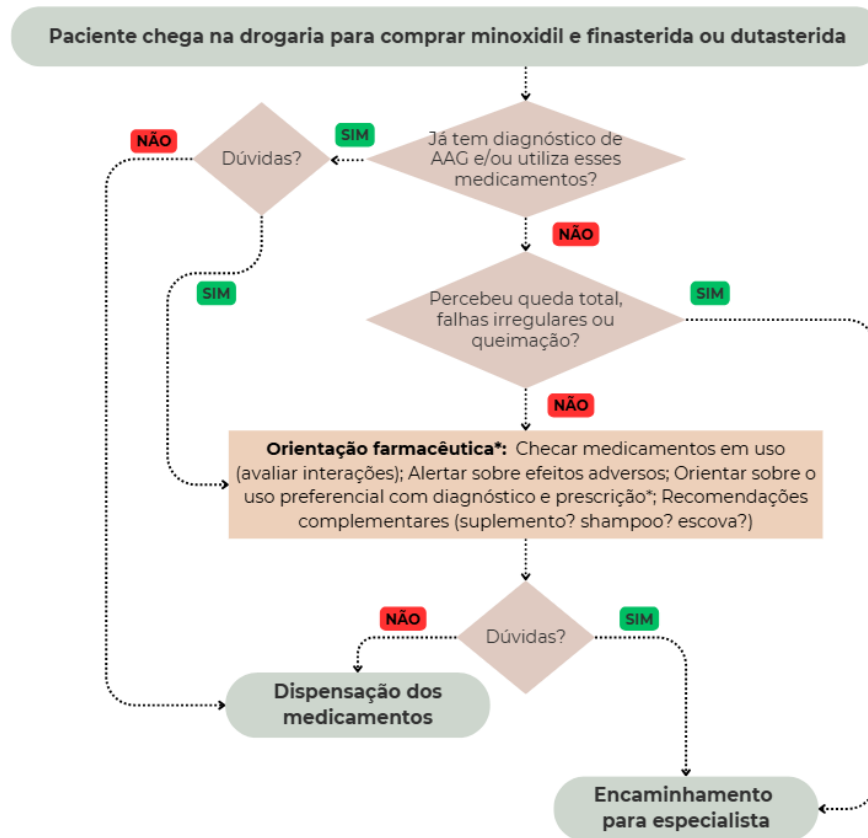 Paciente chega na drogaria para comprar minoxidil e finasterida ou dutasterida
NÃO
Dúvidas?
SIM
Já tem diagnóstico de
AAG e/ou utiliza esses
medicamentos?
SIM
NÃO
Percebeu queda total,
falhas irregulares ou
queimação?
SIM
NÃO
Orientação farmacêutica*: Checar medicamentos em uso
(avaliar interações); Alertar sobre efeitos adversos; Orientar sobre o
uso preferencial com diagnóstico e prescrição*; Recomendações
complementares (suplemento? shampoo? escova?)
NÃO
Dúvidas?
SIM
Dispensação dos
medicamentos
Encaminhamento
para especialista